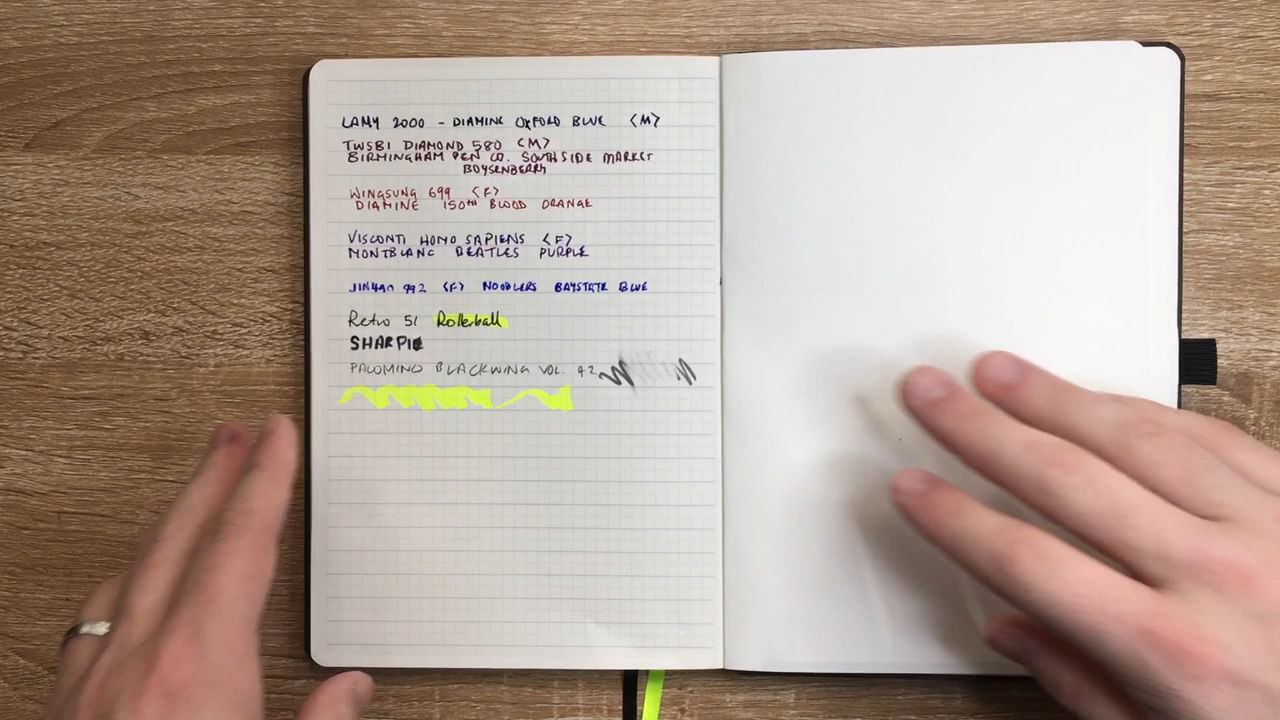 LAMY 2000 - DIAMINE OXFORD BLUE <M>
TWSBI DIAMOND 580 <M>
BIRMINGHAM PEN CO. SOUTHSIDE MARKET
BOYSENBERRY
WINGSUNG 699 <F>
DIAMINE 150TH BLOOD ORANGE
VISCONTI HOMO SAPIENS <F>
MONTBLANC BEATLES PURPLE
JINHAO 992 <F> NOODLERS BAYSTATE BLUE
Retro 51 Rollerball
SHARPIE
PALOMINO BLACKWING VOL. 42